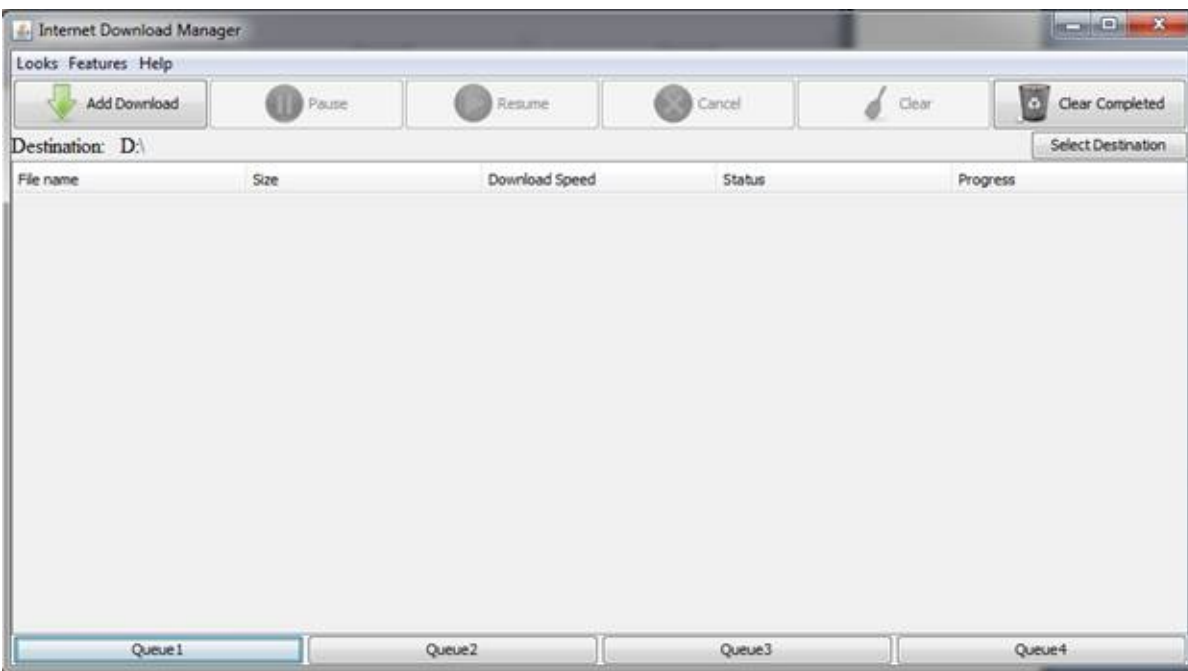 Internet Download Manager
Looks Features Help
Add Download Pause Resume Cancel Clear Clear Completed
Destination: D:\ Select Destination
File name Size Download Speed Status Progress
Queue1 Queue2 Queue3 Queue4